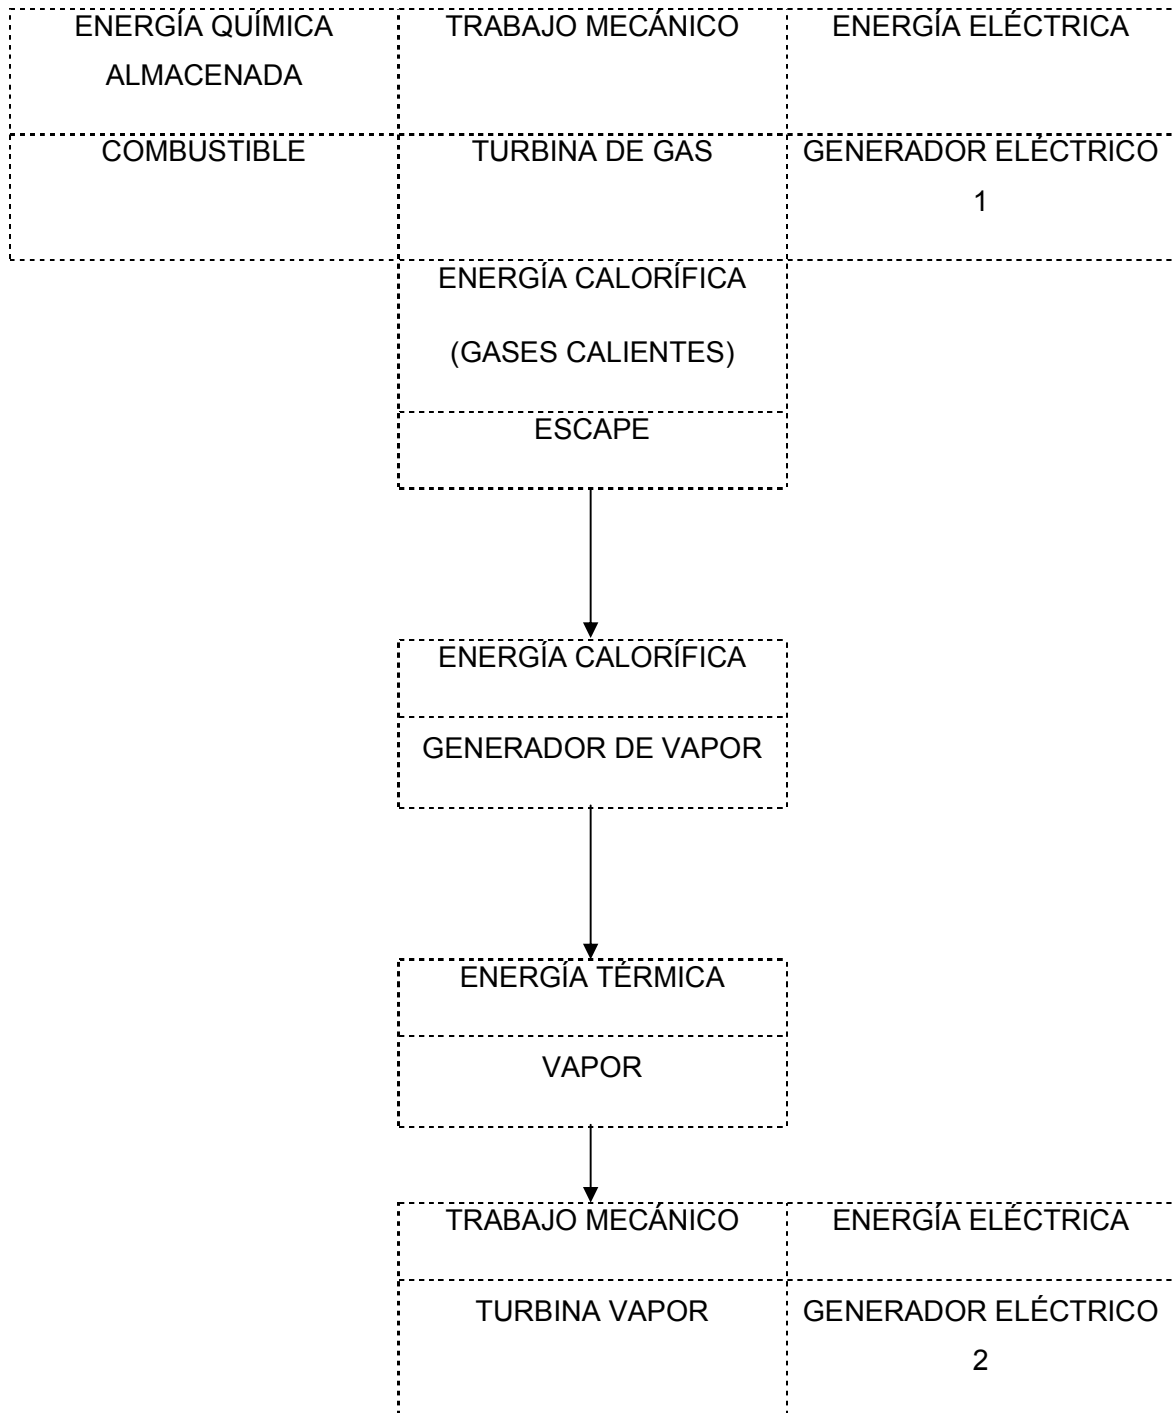 ENERGÍA QUÍMICA
ALMACENADA
TRABAJO MECÁNICO
ENERGÍA ELÉCTRICA
COMBUSTIBLE
TURBINA DE GAS
GENERADOR ELÉCTRICO
1
ENERGÍA CALORÍFICA
(GASES CALIENTES)
ESCAPE
ENERGÍA CALORÍFICA
GENERADOR DE VAPOR
ENERGÍA TÉRMICA
VAPOR
TRABAJO MECÁNICO
ENERGÍA ELÉCTRICA
TURBINA VAPOR
GENERADOR ELÉCTRICO
2